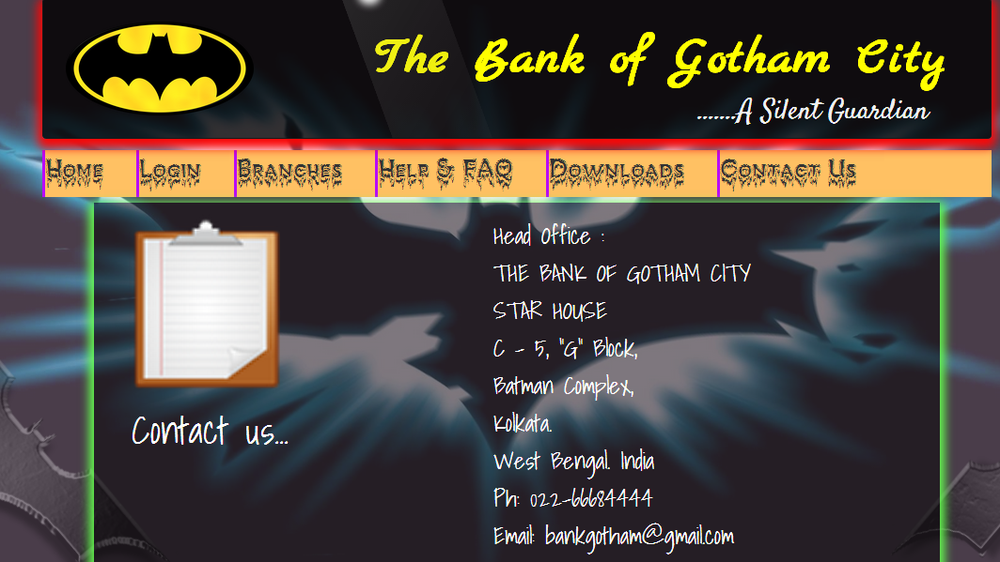 The Bank of Gotham City
.......A Silent Guardian
Home Login Branches Help & FAQ Downloads Contact Us
Head Office :
THE BANK OF GOTHAM CITY
STAR HOUSE
C - 5, "G" Block,
Batman Complex,
Kolkata.
West Bengal. India
Ph: 022-66684444
Email: bankgotham@gmail.com
Contact us...